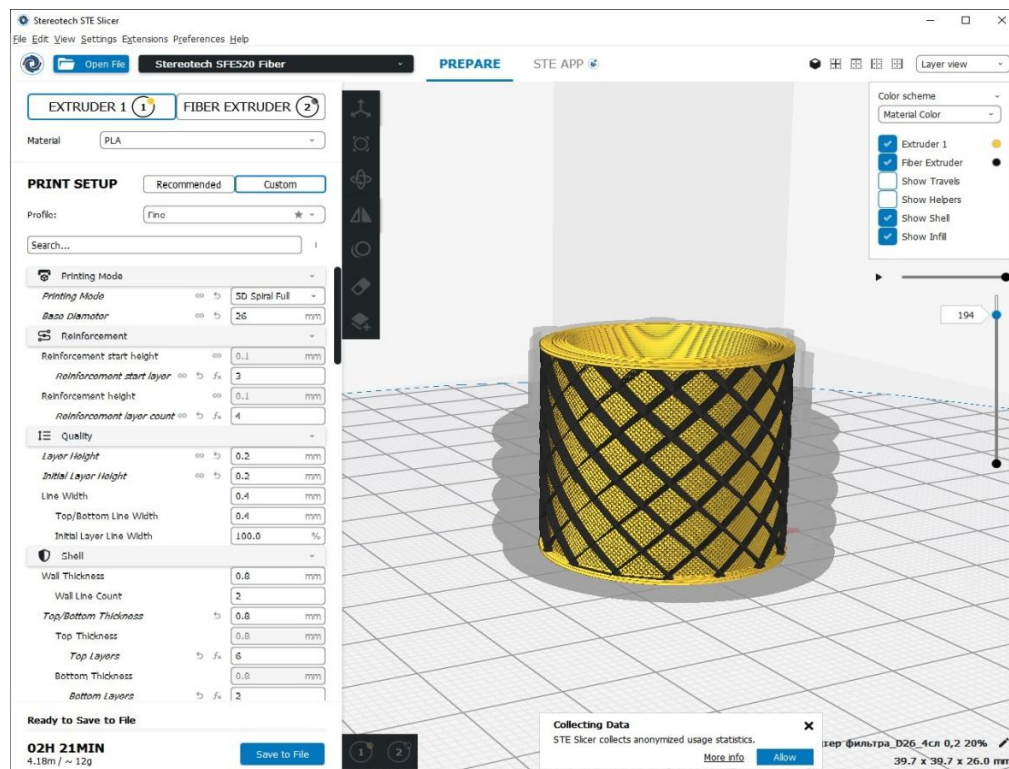 Stereotech STE Slicer
File Edit View Settings Extensions Preferences Help
Open File
Stereotech SFE520 Fiber
PREPARE
STE APP
Layer view
EXTRUDER 1 1
FIBER EXTRUDER 2
Material PLA
PRINT SETUP Recommended Custom
Profile: Fine
Search...
Printing Mode
Printing Mode 5D Spiral Full
Base Diameter 26 mm
Reinforcement
Reinforcement start height 0.1 mm
Reinforcement start layer 3
Reinforcement height 0.1 mm
Reinforcement layer count 4
Quality
Layer Height 0.2 mm
Initial Layer Height 0.2 mm
Line Width 0.4 mm
Top/Bottom Line Width 0.4 mm
Initial Layer Line Width 100.0 %
Shell
Wall Thickness 0.8 mm
Wall Line Count 2
Top/Bottom Thickness 0.8 mm
Top Thickness 0.8 mm
Top Layers 6
Bottom Thickness 0.8 mm
Bottom Layers 2
Ready to Save to File
02H 21MIN
4.18m / ~ 12g
Save to File
1 2
Color scheme
Material Color
Extruder 1
Fiber Extruder
Show Travels
Show Helpers
Show Shell
Show Infill
194
Collecting Data
STE Slicer collects anonymized usage statistics.
More info Allow
тер фильтра_D26_4сл 0,2 20%
39.7 x 39.7 x 26.0 mm